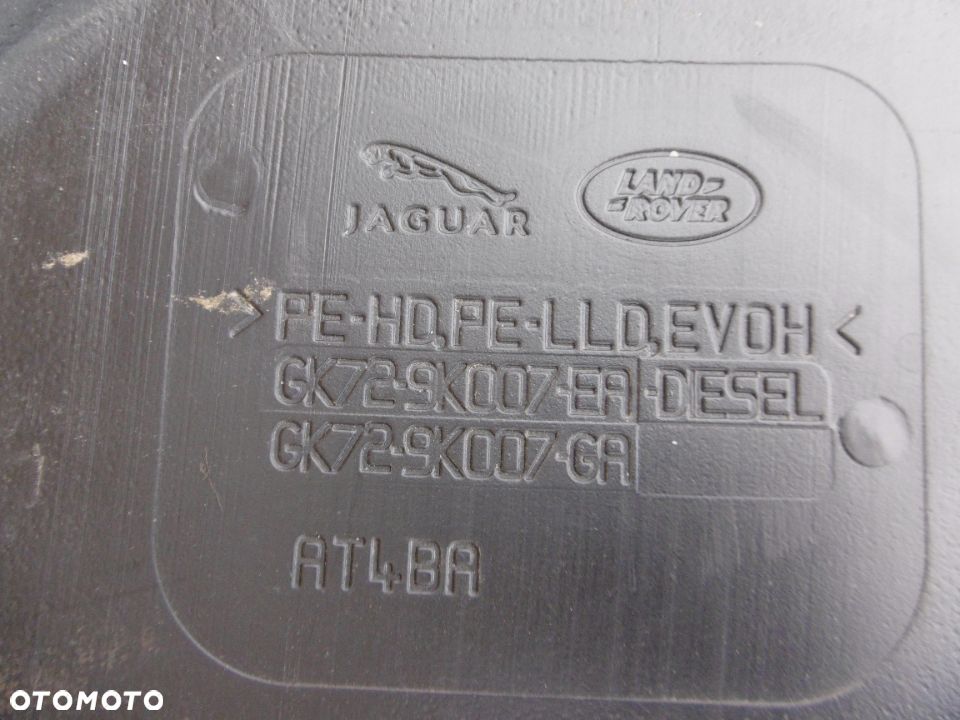 JAGUAR
LAND-
-ROVER
>PE-HD,PE-LLD,EVOH<
GK72-9K007-EA-DIESEL
GK72-9K007-GA
AT4BA
OTOMOTO